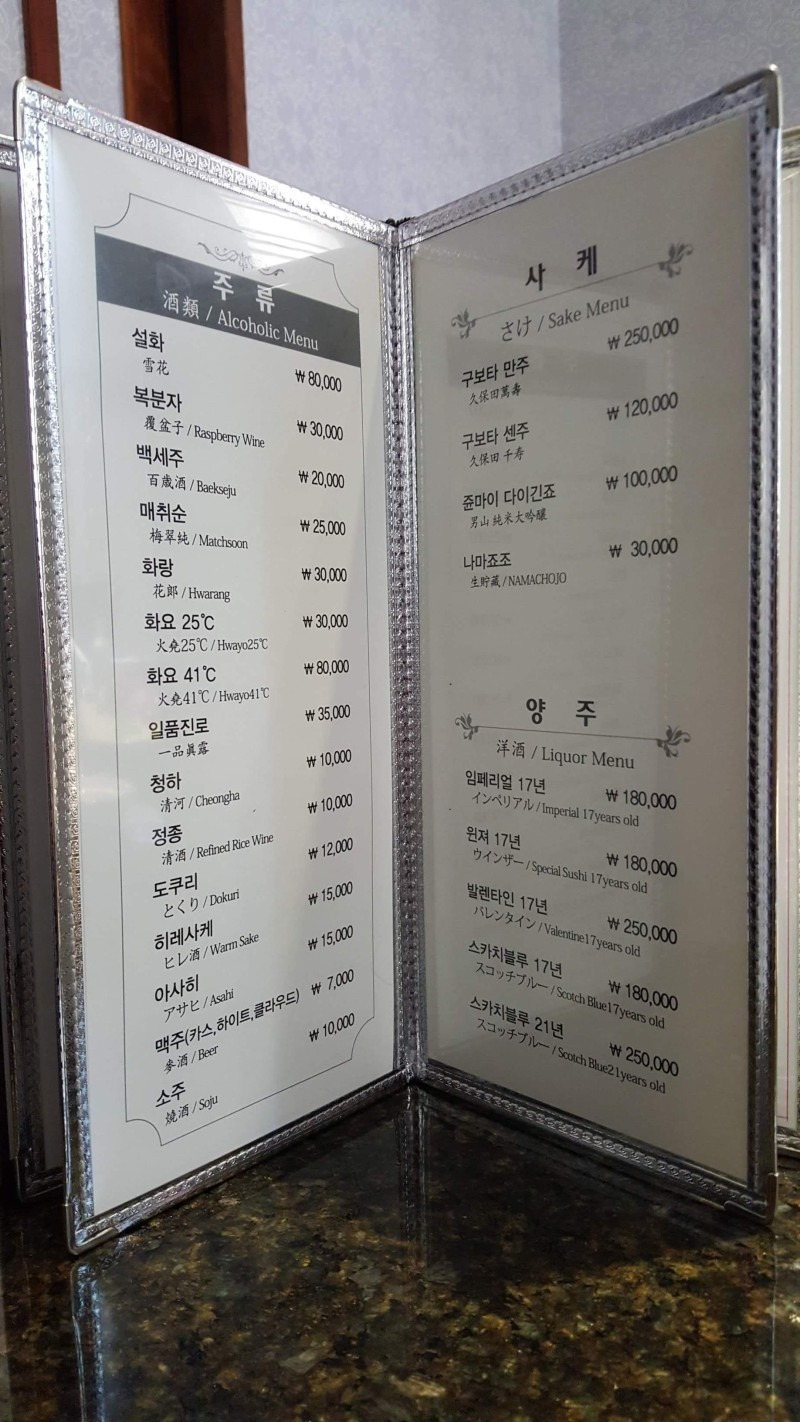 주 류
酒類 / Alcoholic Menu
설화 ₩ 80,000
雪花
복분자 ₩ 30,000
覆盆子 / Raspberry Wine
백세주 ₩ 20,000
百歳酒 / Baekseju
매취순 ₩ 25,000
梅翠純 / Matchsoon
화랑 ₩ 30,000
花郎 / Hwarang
화요 25℃ ₩ 30,000
火堯25℃ / Hwayo25℃
화요 41℃ ₩ 80,000
火堯41℃ / Hwayo41℃
일품진로 ₩ 35,000
一品眞露
청하 ₩ 10,000
清河 / Cheongha
정종 ₩ 10,000
清酒 / Refined Rice Wine
도쿠리 ₩ 12,000
とくり / Dokuri
히레사케 ₩ 15,000
ヒレ酒 / Warm Sake
아사히 ₩ 15,000
アサヒ / Asahi
맥주(카스,하이트,클라우드) ₩ 7,000
麥酒 / Beer
소주 ₩ 10,000
燒酒 / Soju
사 케
さけ / Sake Menu
구보타 만주 ₩ 250,000
久保田萬壽
구보타 센주 ₩ 120,000
久保田 千寿
쥰마이 다이긴죠 ₩ 100,000
男山 純米大吟醸
나마죠조 ₩ 30,000
生貯藏 / NAMACHOJO
양 주
洋酒 / Liquor Menu
임페리얼 17년 ₩ 180,000
インペリアル / Imperial 17years old
윈져 17년 ₩ 180,000
ウインザー / Special Sushi 17years old
발렌타인 17년 ₩ 250,000
バレンタイン / Valentine17years old
스카치블루 17년 ₩ 180,000
スコッチブルー / Scotch Blue17years old
스카치블루 21년 ₩ 250,000
スコッチブルー / Scotch Blue21years old